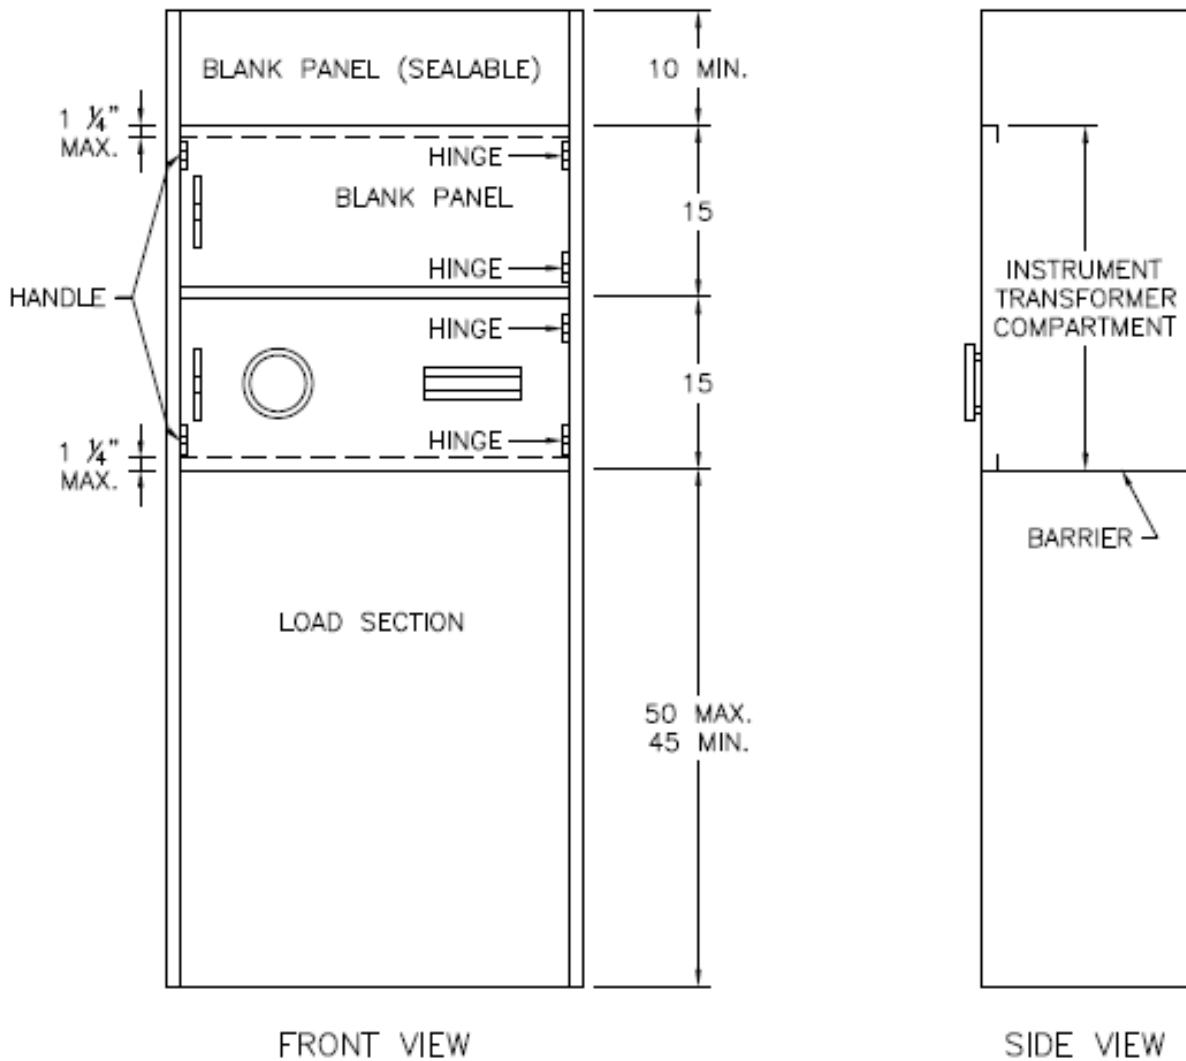 BLANK PANEL (SEALABLE)
10 MIN.
1 ¼"
MAX.
HINGE
BLANK PANEL
15
HINGE
HANDLE
HINGE
15
HINGE
1 ¼"
MAX.
LOAD SECTION
50 MAX.
45 MIN.
FRONT VIEW
INSTRUMENT
TRANSFORMER
COMPARTMENT
BARRIER
SIDE VIEW